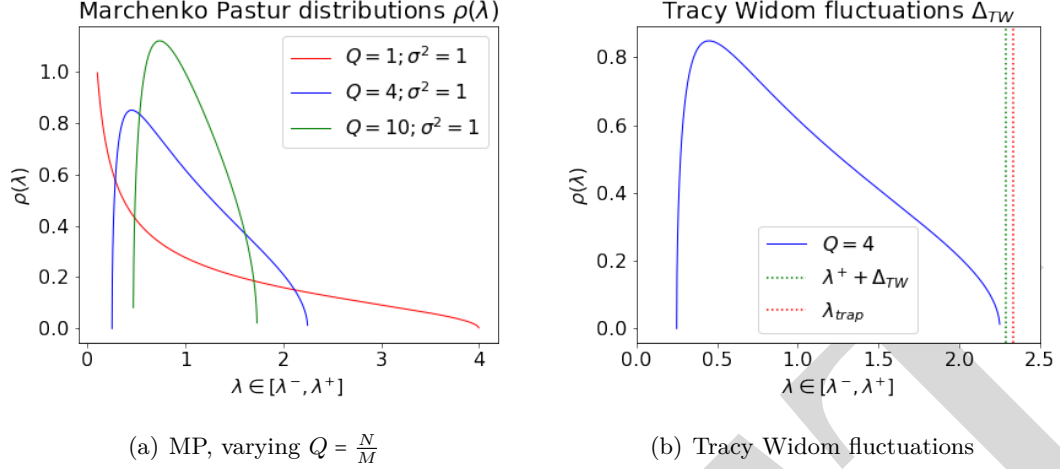 Marchenko Pastur distributions ρ(λ)
Q = 1; σ² = 1
Q = 4; σ² = 1
Q = 10; σ² = 1
ρ(λ)
1.0
0.8
0.6
0.4
0.2
0.0
0 1 2 3 4
λ ∈ [λ⁻, λ⁺]
(a) MP, varying Q = N/M
Tracy Widom fluctuations Δ_TW
ρ(λ)
0.8
0.6
0.4
0.2
0.0
Q = 4
λ⁺ + Δ_TW
λ_trap
0.0 0.5 1.0 1.5 2.0 2.5
λ ∈ [λ⁻, λ⁺]
(b) Tracy Widom fluctuations